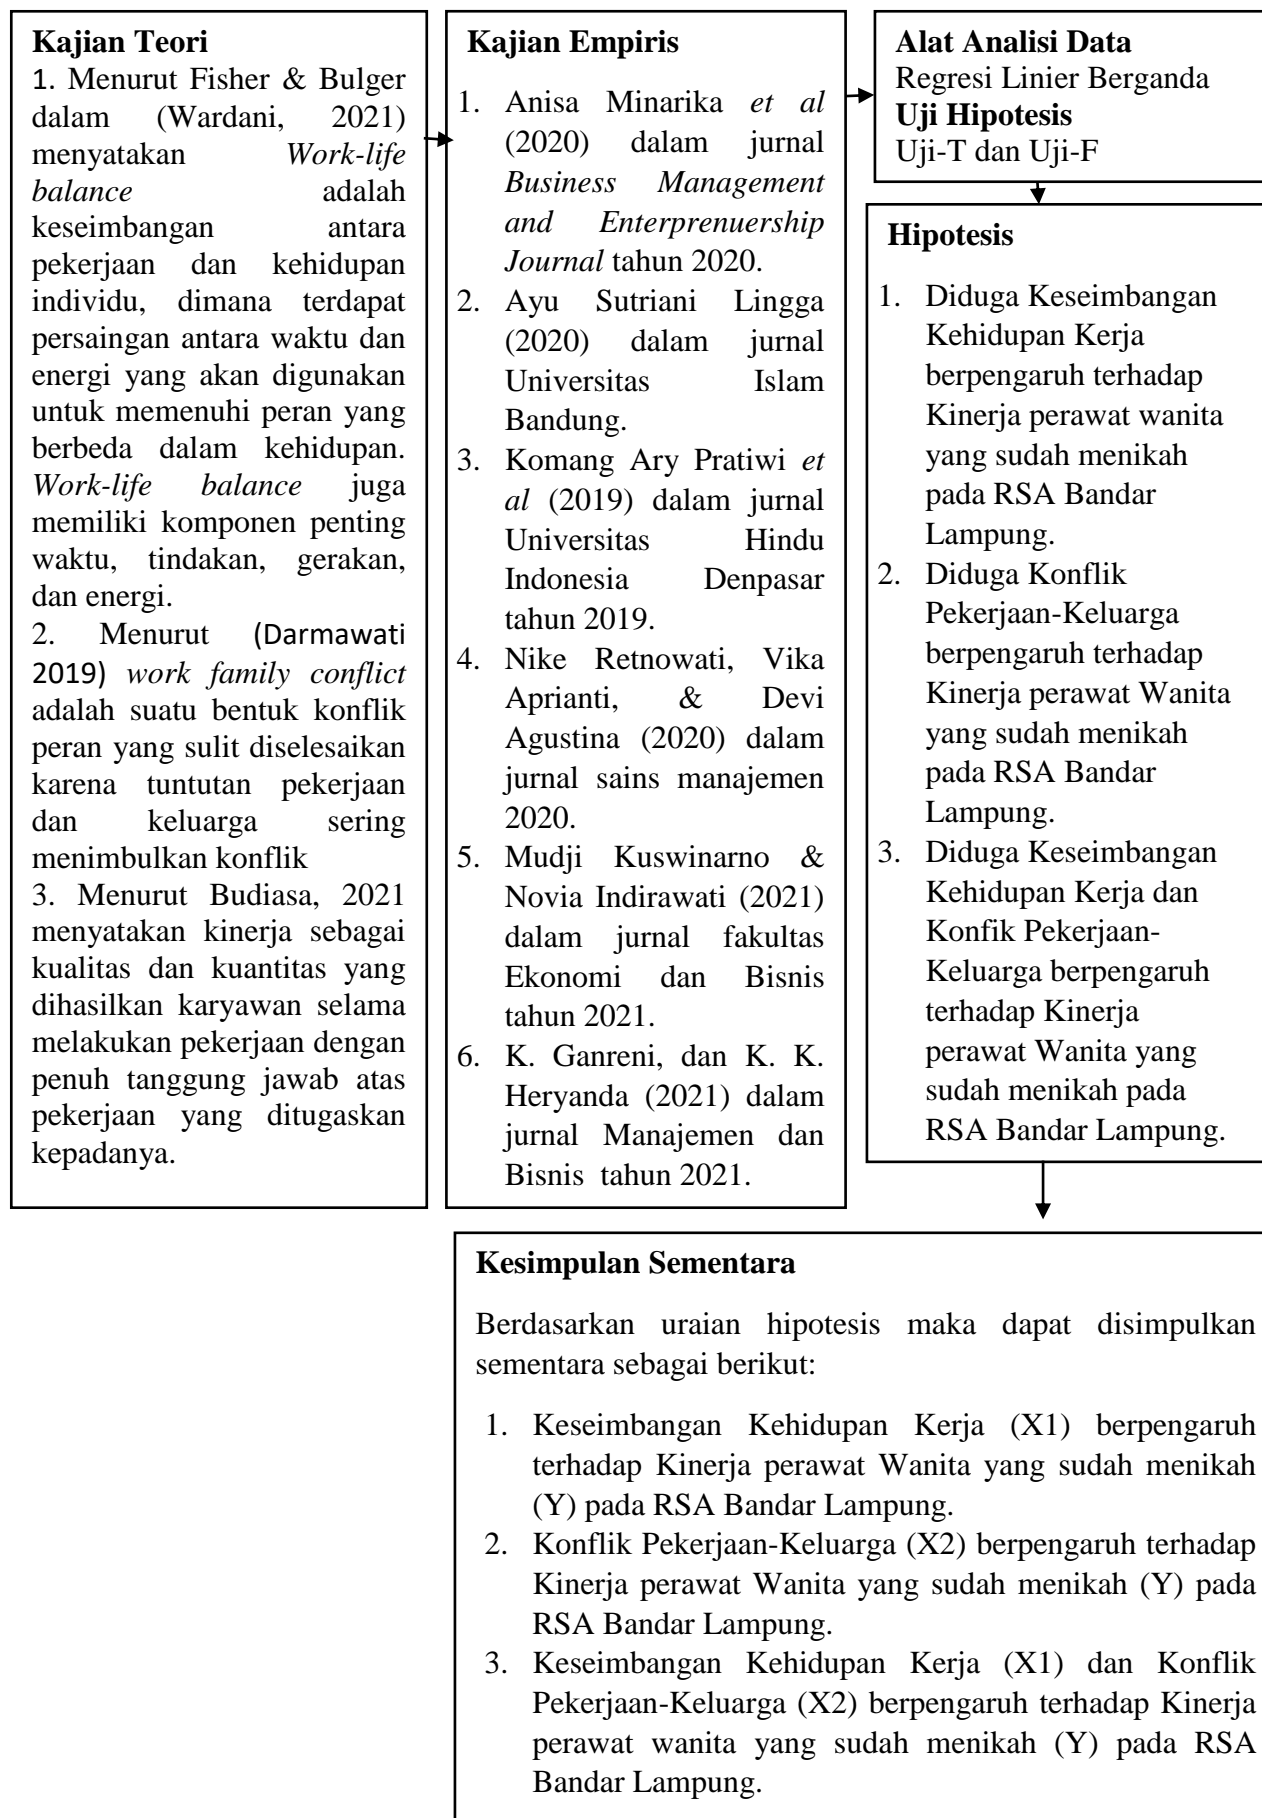 Kajian Teori
1. Menurut Fisher & Bulger
dalam (Wardani, 2021)
menyatakan Work-life
balance adalah
keseimbangan antara
pekerjaan dan kehidupan
individu, dimana terdapat
persaingan antara waktu dan
energi yang akan digunakan
untuk memenuhi peran yang
berbeda dalam kehidupan.
Work-life balance juga
memiliki komponen penting
waktu, tindakan, gerakan,
dan energi.
2. Menurut (Darmawati
2019) work family conflict
adalah suatu bentuk konflik
peran yang sulit diselesaikan
karena tuntutan pekerjaan
dan keluarga sering
menimbulkan konflik
3. Menurut Budiasa, 2021
menyatakan kinerja sebagai
kualitas dan kuantitas yang
dihasilkan karyawan selama
melakukan pekerjaan dengan
penuh tanggung jawab atas
pekerjaan yang ditugaskan
kepadanya.
Kajian Empiris
1. Anisa Minarika et al
(2020) dalam jurnal
Business Management
and Enterprenuership
Journal tahun 2020.
2. Ayu Sutriani Lingga
(2020) dalam jurnal
Universitas Islam
Bandung.
3. Komang Ary Pratiwi et
al (2019) dalam jurnal
Universitas Hindu
Indonesia Denpasar
tahun 2019.
4. Nike Retnowati, Vika
Aprianti, & Devi
Agustina (2020) dalam
jurnal sains manajemen
2020.
5. Mudji Kuswinarno &
Novia Indirawati (2021)
dalam jurnal fakultas
Ekonomi dan Bisnis
tahun 2021.
6. K. Ganreni, dan K. K.
Heryanda (2021) dalam
jurnal Manajemen dan
Bisnis tahun 2021.
Alat Analisi Data
Regresi Linier Berganda
Uji Hipotesis
Uji-T dan Uji-F
Hipotesis
1. Diduga Keseimbangan
Kehidupan Kerja
berpengaruh terhadap
Kinerja perawat wanita
yang sudah menikah
pada RSA Bandar
Lampung.
2. Diduga Konflik
Pekerjaan-Keluarga
berpengaruh terhadap
Kinerja perawat Wanita
yang sudah menikah
pada RSA Bandar
Lampung.
3. Diduga Keseimbangan
Kehidupan Kerja dan
Konfik Pekerjaan-
Keluarga berpengaruh
terhadap Kinerja
perawat Wanita yang
sudah menikah pada
RSA Bandar Lampung.
Kesimpulan Sementara
Berdasarkan uraian hipotesis maka dapat disimpulkan
sementara sebagai berikut:
1. Keseimbangan Kehidupan Kerja (X1) berpengaruh
terhadap Kinerja perawat Wanita yang sudah menikah
(Y) pada RSA Bandar Lampung.
2. Konflik Pekerjaan-Keluarga (X2) berpengaruh terhadap
Kinerja perawat Wanita yang sudah menikah (Y) pada
RSA Bandar Lampung.
3. Keseimbangan Kehidupan Kerja (X1) dan Konflik
Pekerjaan-Keluarga (X2) berpengaruh terhadap Kinerja
perawat wanita yang sudah menikah (Y) pada RSA
Bandar Lampung.